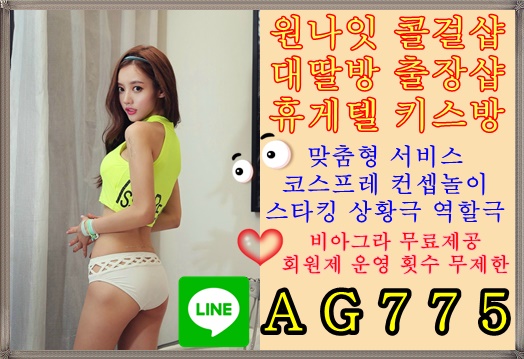 원나잇 콜걸샵
대딸방 출장샵
휴게텔 키스방
맞춤형 서비스
코스프레 컨셉놀이
스타킹 상황극 역할극
비아그라 무료제공
회원제 운영 횟수 무제한
LINE
AG775